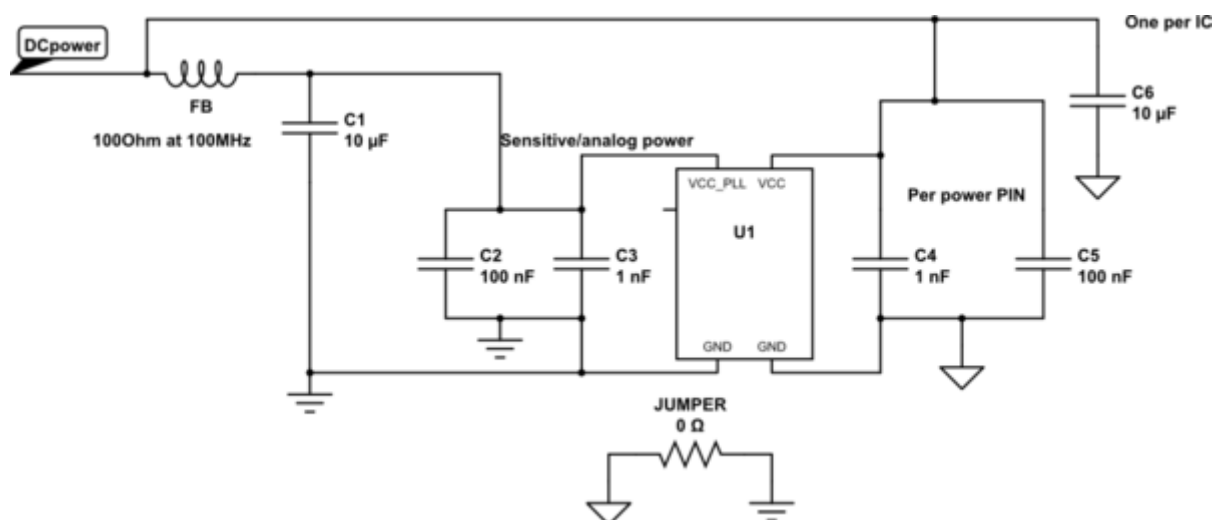 One per IC
DCpower
FB
100Ohm at 100MHz
C1
10 µF
C6
10 µF
Sensitive/analog power
VCC_PLL VCC
Per power PIN
U1
C2
100 nF
C3
1 nF
C4
1 nF
C5
100 nF
GND GND
JUMPER
0 Ω